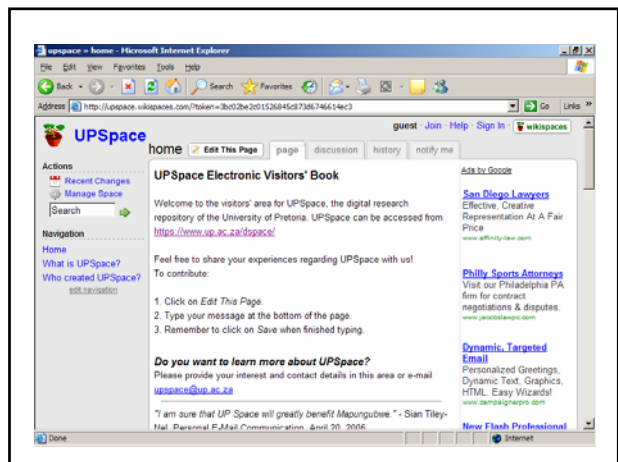 upspace » home - Microsoft Internet Explorer
File Edit View Favorites Tools Help
Back Search Favorites
Address http://upspace.wikispaces.com/?token=3bc02be2c01526845c873d6746614ec3 Go Links »
guest · Join · Help · Sign In · wikispaces
UPSpace
home Edit This Page page discussion history notify me
Actions
Recent Changes
Manage Space
Search
Navigation
Home
What is UPSpace?
Who created UPSpace?
edit navigation
UPSpace Electronic Visitors' Book
Welcome to the visitors' area for UPSpace, the digital research
repository of the University of Pretoria. UPSpace can be accessed from
https://www.up.ac.za/dspace/
Feel free to share your experiences regarding UPSpace with us!
To contribute:
1. Click on Edit This Page.
2. Type your message at the bottom of the page.
3. Remember to click on Save when finished typing.
Do you want to learn more about UPSpace?
Please provide your interest and contact details in this area or e-mail
upspace@up.ac.za
"I am sure that UP Space will greatly benefit Mapungubwe." - Sian Tiley-
Nel, Personal E-Mail Communication, April 20, 2006
Ads by Google
San Diego Lawyers
Effective, Creative
Representation At A Fair
Price
www.affinity-law.com
Philly Sports Attorneys
Visit our Philadelphia PA
firm for contract
negotiations & disputes.
www.jacobslawpc.com
Dynamic, Targeted
Email
Personalized Greetings,
Dynamic Text, Graphics,
HTML. Easy Wizards!
www.campaignerpro.com
New Flash Professional
Done Internet